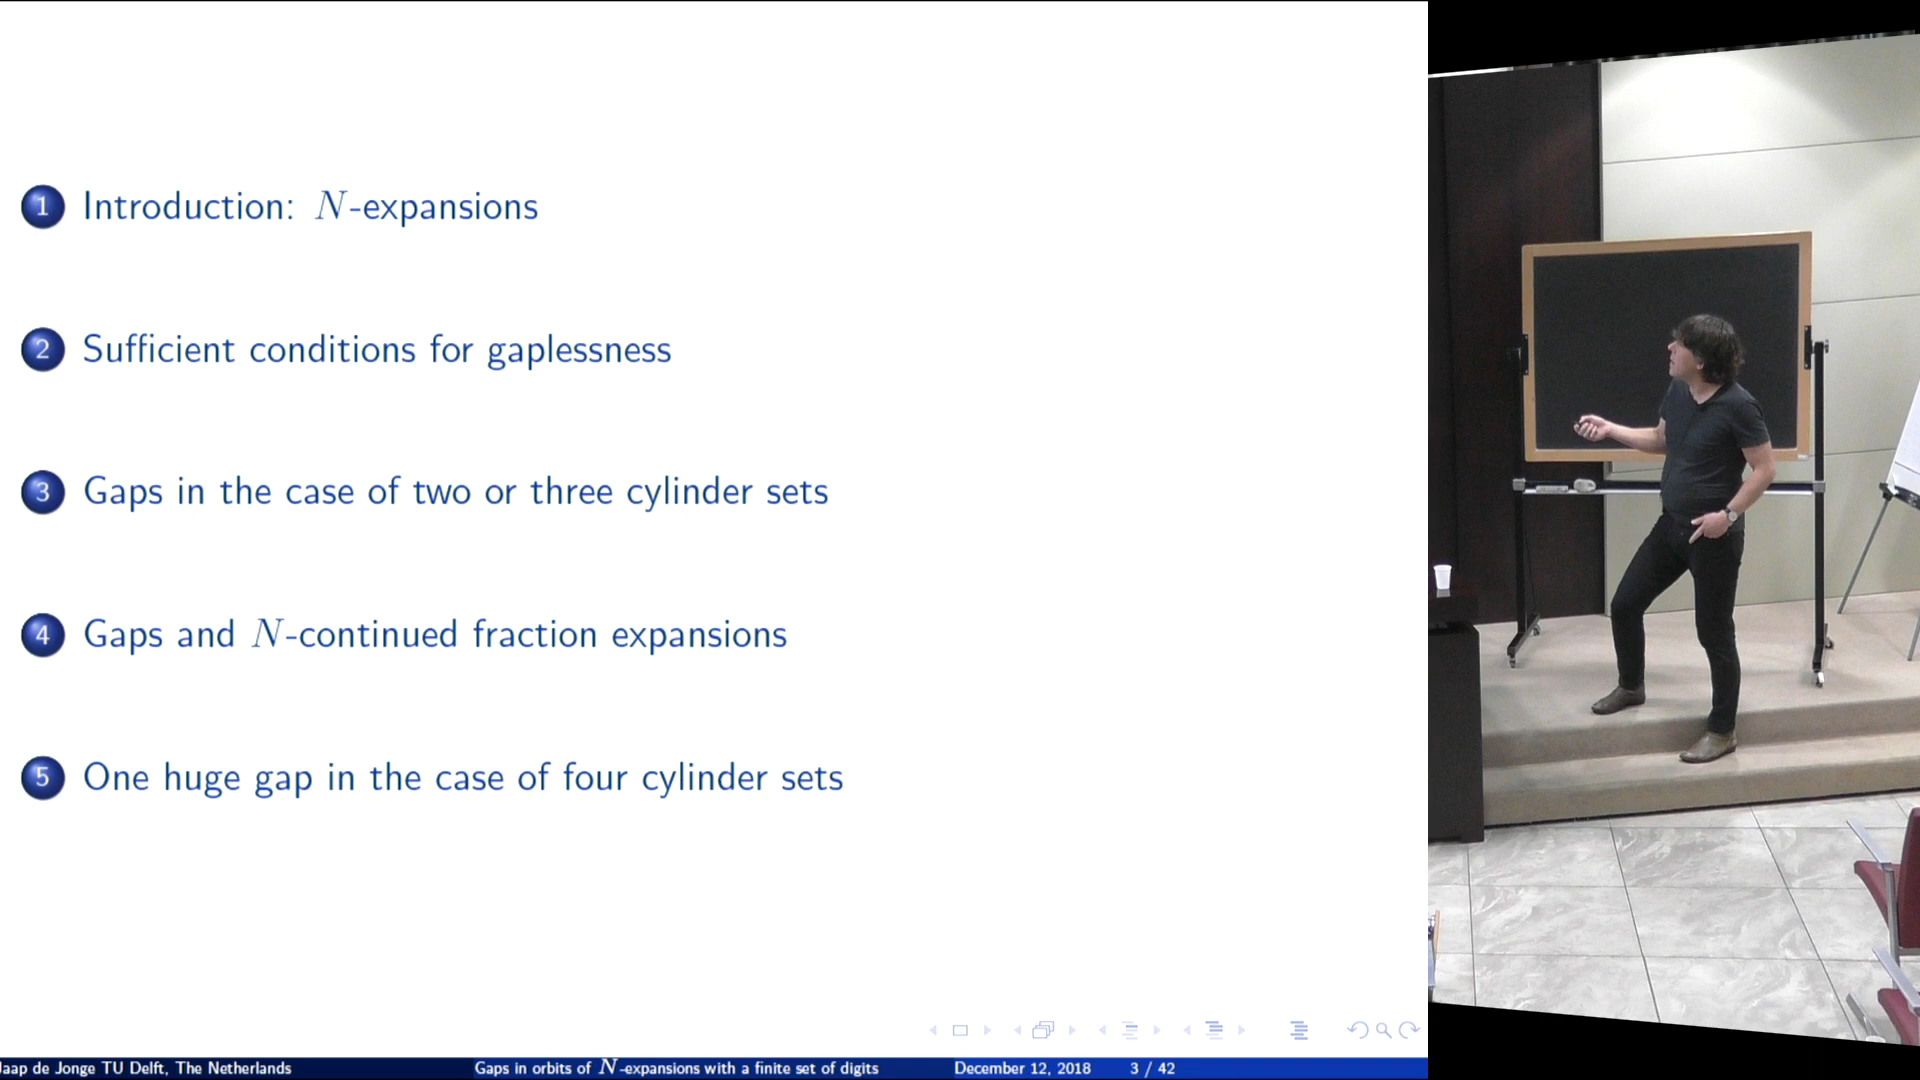 1 Introduction: N-expansions
2 Sufficient conditions for gaplessness
3 Gaps in the case of two or three cylinder sets
4 Gaps and N-continued fraction expansions
5 One huge gap in the case of four cylinder sets
Jaap de Jonge TU Delft, The Netherlands Gaps in orbits of N-expansions with a finite set of digits December 12, 2018 3 / 42